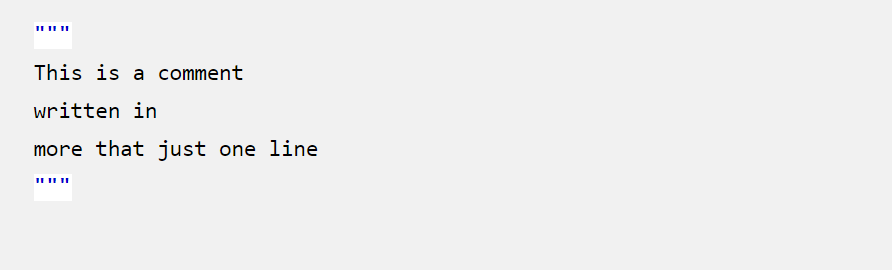 """
This is a comment
written in
more that just one line
"""